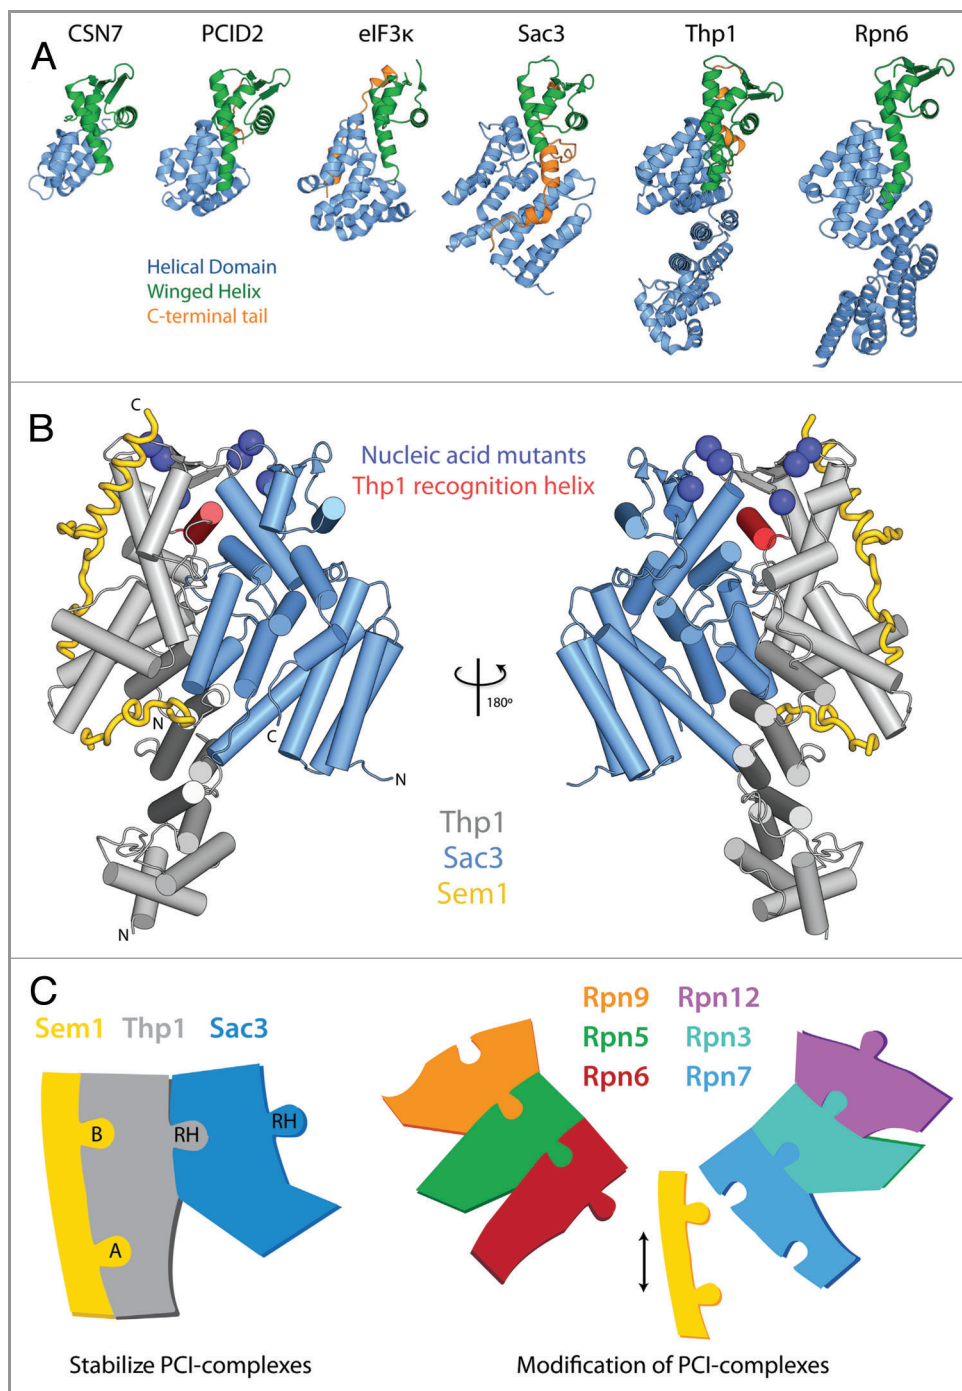 A
CSN7 PCID2 eIF3κ Sac3 Thp1 Rpn6
Helical Domain
Winged Helix
C-terminal tail
B
C
Nucleic acid mutants
Thp1 recognition helix
N
C
N
180º
Thp1
Sac3
Sem1
N
C
Sem1 Thp1 Sac3
Rpn9 Rpn12
Rpn5 Rpn3
Rpn6 Rpn7
B RH RH
A
Stabilize PCI-complexes
Modification of PCI-complexes